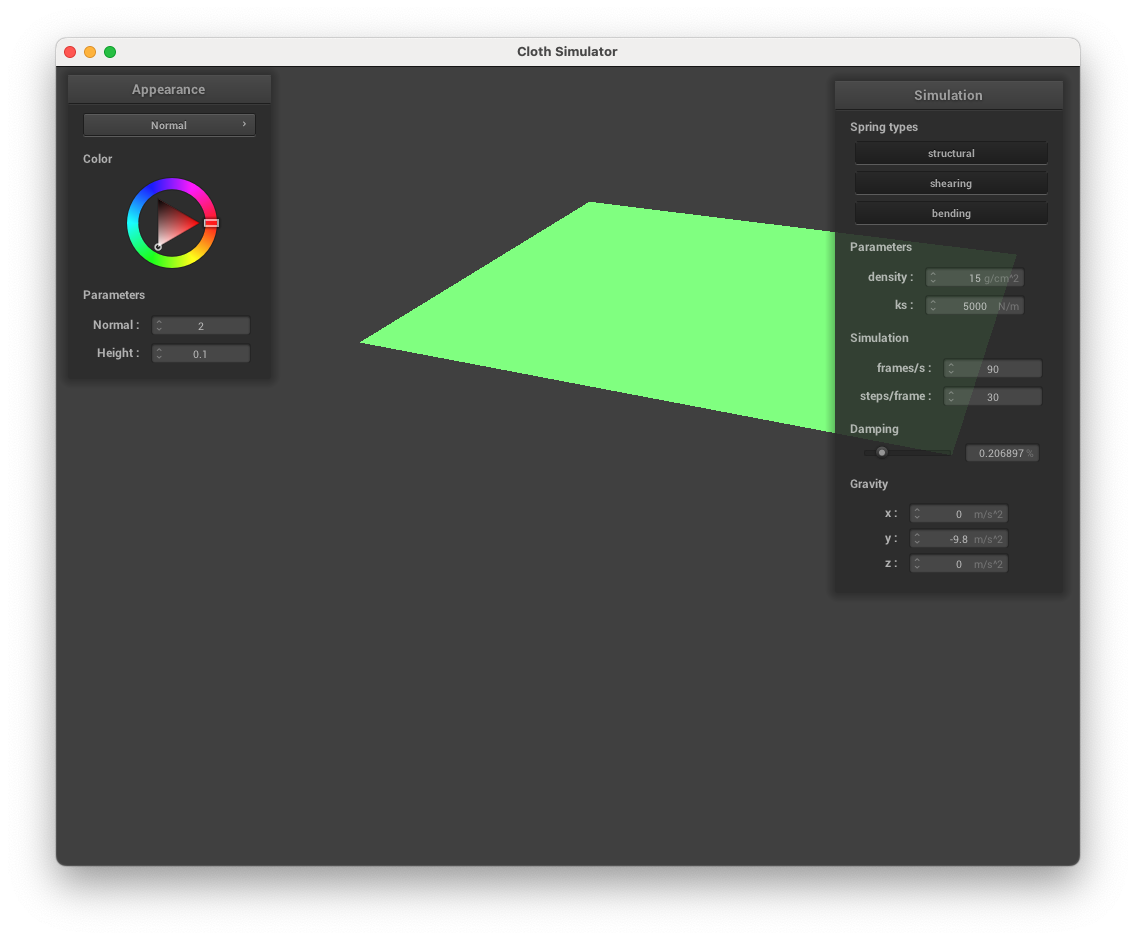 Cloth Simulator
Appearance
Normal
Color
Parameters
Normal : 2
Height : 0.1
Simulation
Spring types
structural
shearing
bending
Parameters
density : 15 g/cm^2
ks : 5000 N/m
Simulation
frames/s : 90
steps/frame : 30
Damping
0.206897 %
Gravity
x : 0 m/s^2
y : -9.8 m/s^2
z : 0 m/s^2